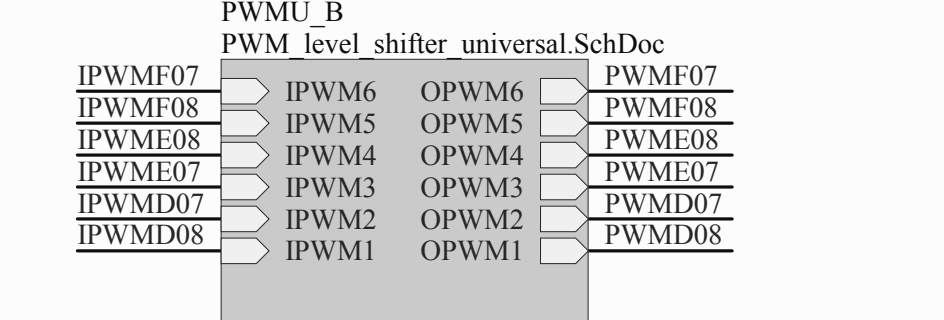 PWMU_B
PWM_level_shifter_universal.SchDoc
IPWMF07 IPWM6 OPWM6 PWMF07
IPWMF08 IPWM5 OPWM5 PWMF08
IPWME08 IPWM4 OPWM4 PWME08
IPWME07 IPWM3 OPWM3 PWME07
IPWMD07 IPWM2 OPWM2 PWMD07
IPWMD08 IPWM1 OPWM1 PWMD08